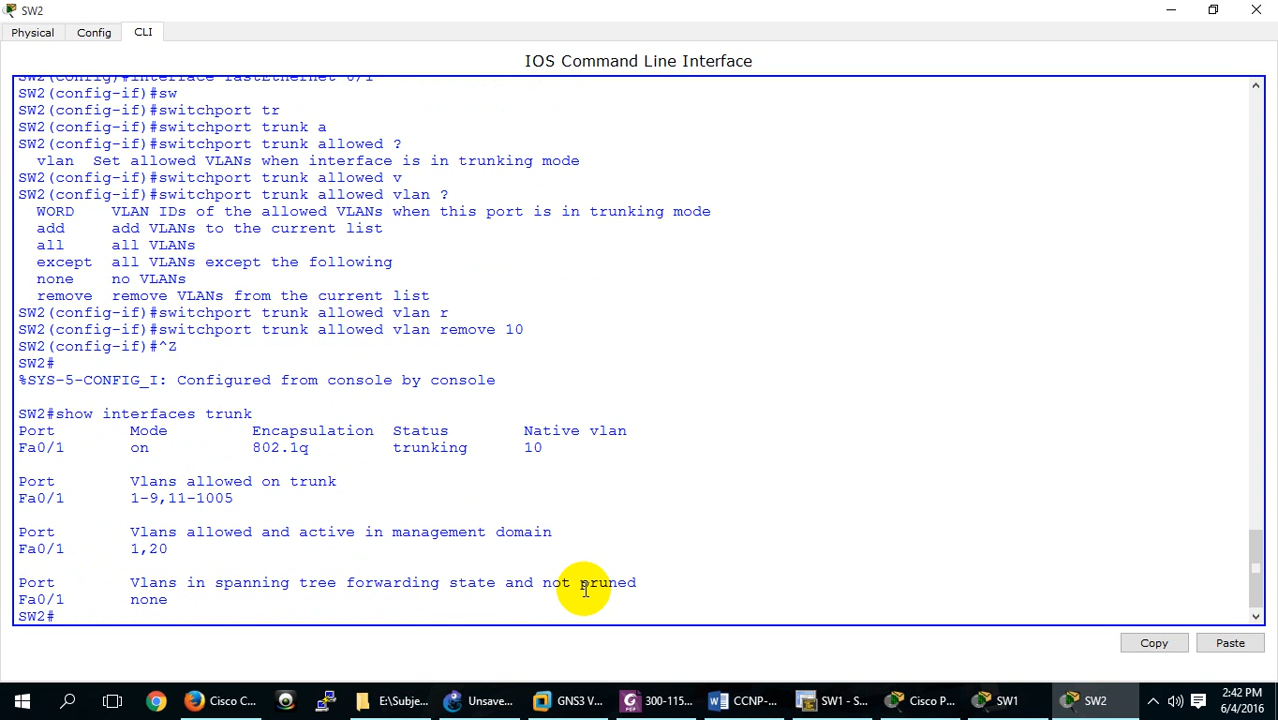 SW2
Physical Config CLI
IOS Command Line Interface
SW2(config)#interface fastEthernet 0/1
SW2(config-if)#sw
SW2(config-if)#switchport tr
SW2(config-if)#switchport trunk a
SW2(config-if)#switchport trunk allowed ?
vlan Set allowed VLANs when interface is in trunking mode
SW2(config-if)#switchport trunk allowed v
SW2(config-if)#switchport trunk allowed vlan ?
WORD VLAN IDs of the allowed VLANs when this port is in trunking mode
add add VLANs to the current list
all all VLANs
except all VLANs except the following
none no VLANs
remove remove VLANs from the current list
SW2(config-if)#switchport trunk allowed vlan r
SW2(config-if)#switchport trunk allowed vlan remove 10
SW2(config-if)#^Z
SW2#
%SYS-5-CONFIG_I: Configured from console by console
SW2#show interfaces trunk
Port Mode Encapsulation Status Native vlan
Fa0/1 on 802.1q trunking 10
Port Vlans allowed on trunk
Fa0/1 1-9,11-1005
Port Vlans allowed and active in management domain
Fa0/1 1,20
Port Vlans in spanning tree forwarding state and not pruned
Fa0/1 none
SW2#
Copy Paste
Cisco C... E:\Subje... Unsave... GNS3 V... 300-115... CCNP-... SW1 - S... Cisco P... SW1 SW2 2:42 PM
6/4/2016